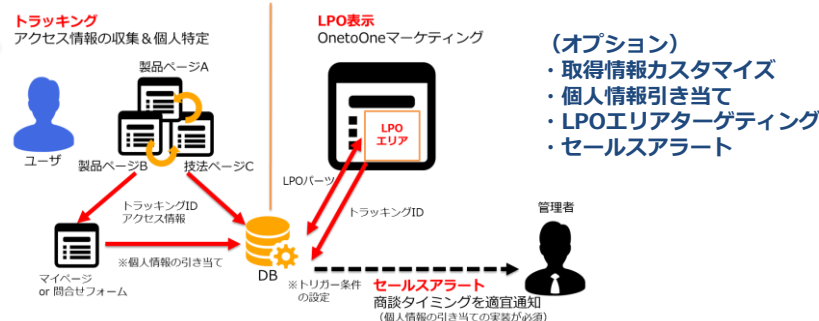 トラッキング
アクセス情報の収集＆個人特定
製品ページA
ユーザ
製品ページB
技法ページC
トラッキングID
アクセス情報
マイページ
or 問合せフォーム
※個人情報の引き当て
DB
LPO表示
OnetoOneマーケティング
LPO
エリア
LPOパーツ
トラッキングID
※トリガー条件
の設定
セールスアラート
商談タイミングを適宜通知
（個人情報の引き当ての実装が必須）
管理者
（オプション）
・取得情報カスタマイズ
・個人情報引き当て
・LPOエリアターゲティング
・セールスアラート